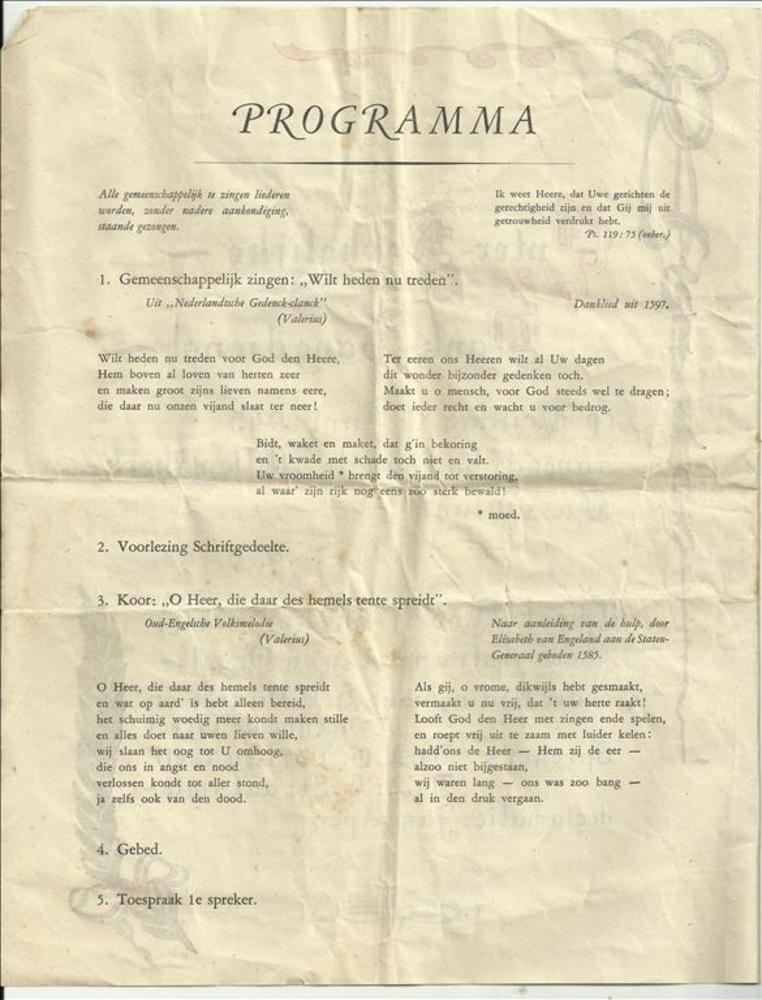 PROGRAMMA
Alle gemeenschappelijk te zingen liederen
worden, zonder nadere aankondiging,
staande gezongen.
Ik weet Heere, dat Uwe gerichten de
gerechtigheid zijn en dat Gij mij uit
getrouwheid verdrukt hebt.
Ps. 119 : 75 (onber.)
1. Gemeenschappelijk zingen: „Wilt heden nu treden”.
Uit „Nederlandtsche Gedenck-clanck”
(Valerius)
Danklied uit 1597.
Wilt heden nu treden voor God den Heere,
Hem boven al loven van herten zeer
en maken groot zijns lieven namens eere,
die daar nu onzen vijand slaat ter neer!
Ter eeren ons Heeren wilt al Uw dagen
dit wonder bijzonder gedenken toch.
Maakt u o mensch, voor God steeds wel te dragen;
doet ieder recht en wacht u voor bedrog.
Bidt, waket en maket, dat g'in bekoring
en 't kwade met schade toch niet en valt.
Uw vroomheid * brengt den vijand tot verstoring,
al waar' zijn rijk nog eens zoo sterk bewald!
* moed.
2. Voorlezing Schriftgedeelte.
3. Koor: „O Heer, die daar des hemels tente spreidt”.
Oud-Engelsche Volksmelodie
(Valerius)
Naar aanleiding van de hulp, door
Elisabeth van Engeland aan de Staten-
Generaal geboden 1585.
O Heer, die daar des hemels tente spreidt
en wat op aard' is hebt alleen bereid,
het schuimig woedig meer kondt maken stille
en alles doet naar uwen lieven wille,
wij slaan het oog tot U omhoog,
die ons in angst en nood
verlossen kondt tot aller stond,
ja zelfs ook van den dood.
Als gij, o vrome, dikwijls hebt gesmaakt,
vermaakt u nu vrij, dat 't uw herte raakt!
Looft God den Heer met zingen ende spelen,
en roept vrij uit te zaam met luider kelen:
hadd'ons de Heer — Hem zij de eer —
alzoo niet bijgestaan,
wij waren lang — ons was zoo bang —
al in den druk vergaan.
4. Gebed.
5. Toespraak 1e spreker.